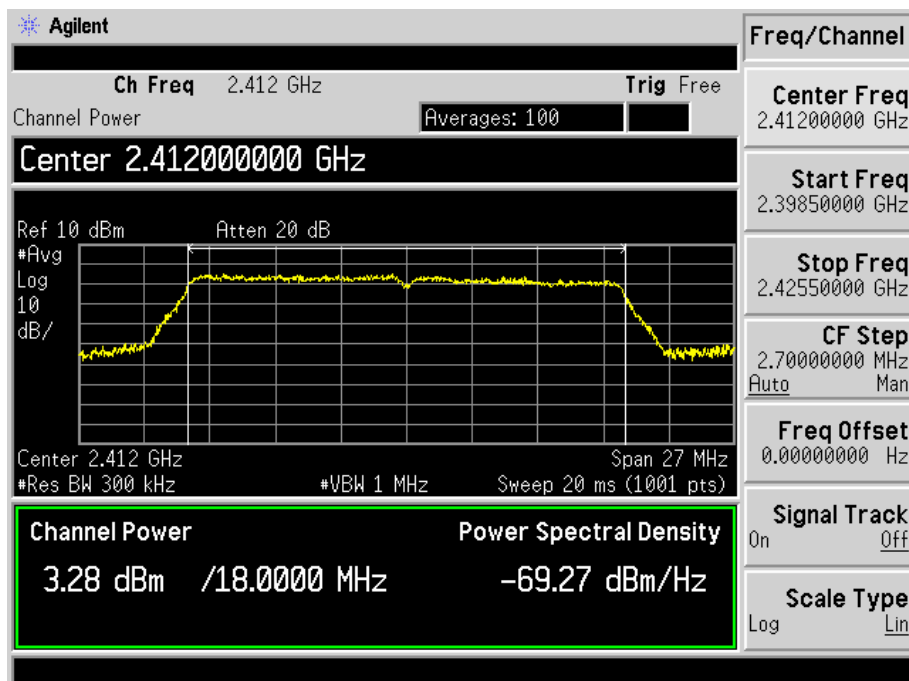 Agilent
Freq/Channel
Ch Freq 2.412 GHz Trig Free
Channel Power Averages: 100
Center 2.412000000 GHz
Ref 10 dBm Atten 20 dB
#Avg
Log
10
dB/
Center 2.412 GHz Span 27 MHz
#Res BW 300 kHz #VBW 1 MHz Sweep 20 ms (1001 pts)
Channel Power Power Spectral Density
3.28 dBm /18.0000 MHz -69.27 dBm/Hz
Center Freq
2.41200000 GHz
Start Freq
2.39850000 GHz
Stop Freq
2.42550000 GHz
CF Step
2.70000000 MHz
Auto Man
Freq Offset
0.00000000 Hz
Signal Track
On Off
Scale Type
Log Lin